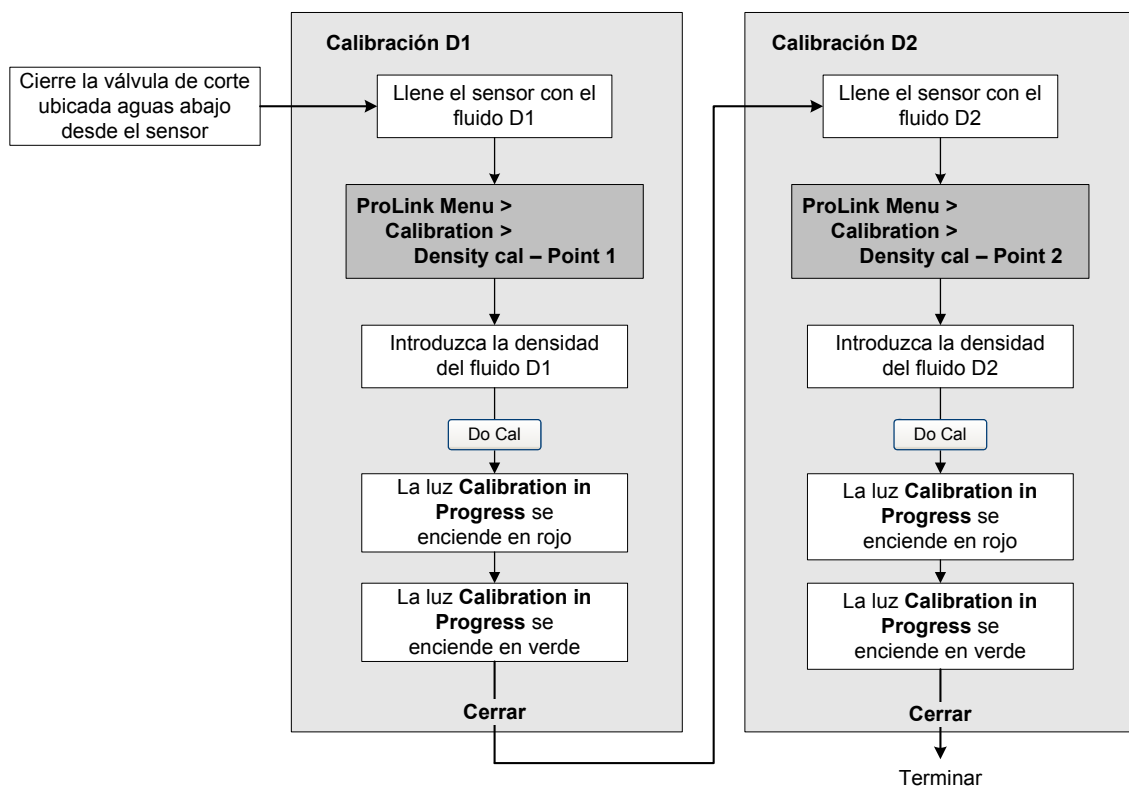 Cierre la válvula de corte
ubicada aguas abajo
desde el sensor
Calibración D1
Llene el sensor con el
fluido D1
ProLink Menu >
Calibration >
Density cal – Point 1
Introduzca la densidad
del fluido D1
Do Cal
La luz Calibration in
Progress se
enciende en rojo
La luz Calibration in
Progress se
enciende en verde
Cerrar
Calibración D2
Llene el sensor con el
fluido D2
ProLink Menu >
Calibration >
Density cal – Point 2
Introduzca la densidad
del fluido D2
Do Cal
La luz Calibration in
Progress se
enciende en rojo
La luz Calibration in
Progress se
enciende en verde
Cerrar
Terminar